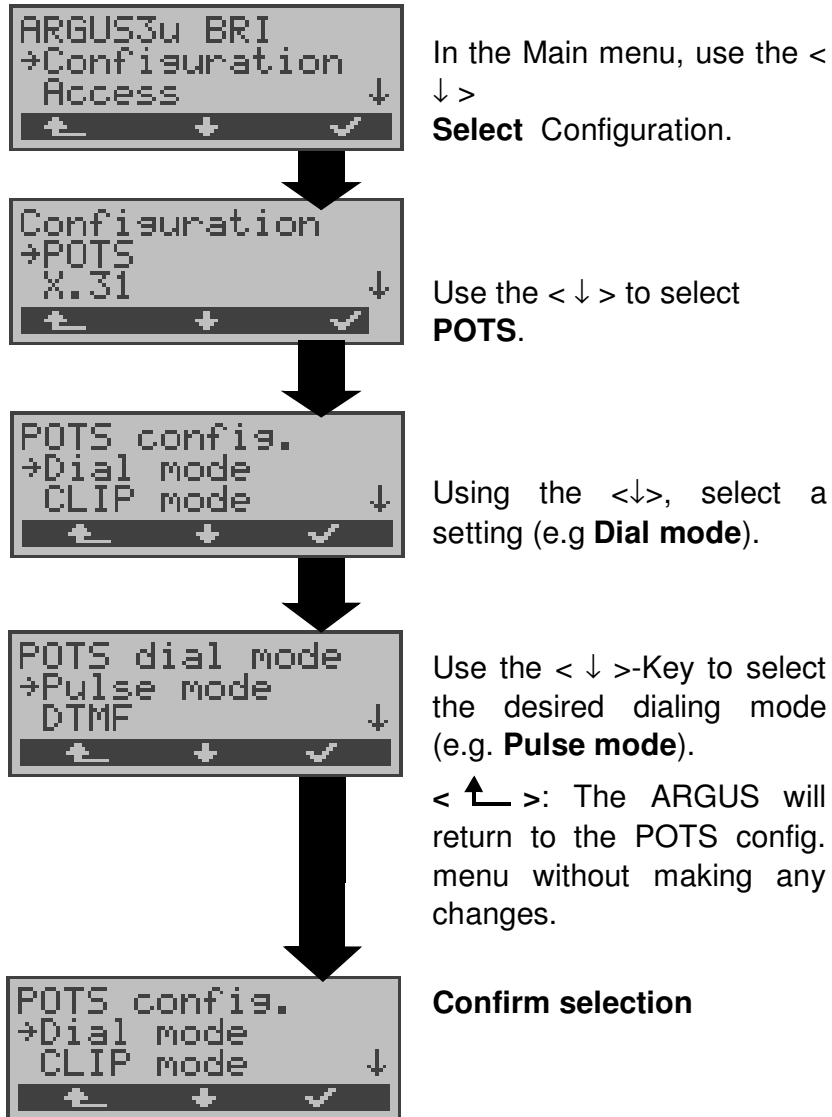 ARGUS3u BRI
→Configuration
Access ↓
In the Main menu, use the <
↓ >
Select Configuration.
Configuration
→POTS
X.31 ↓
Use the < ↓ > to select
POTS.
POTS config.
→Dial mode
CLIP mode ↓
Using the <↓>, select a
setting (e.g Dial mode).
POTS dial mode
→Pulse mode
DTMF ↓
Use the < ↓ >-Key to select
the desired dialing mode
(e.g. Pulse mode).
< >: The ARGUS will
return to the POTS config.
menu without making any
changes.
POTS config.
→Dial mode
CLIP mode ↓
Confirm selection